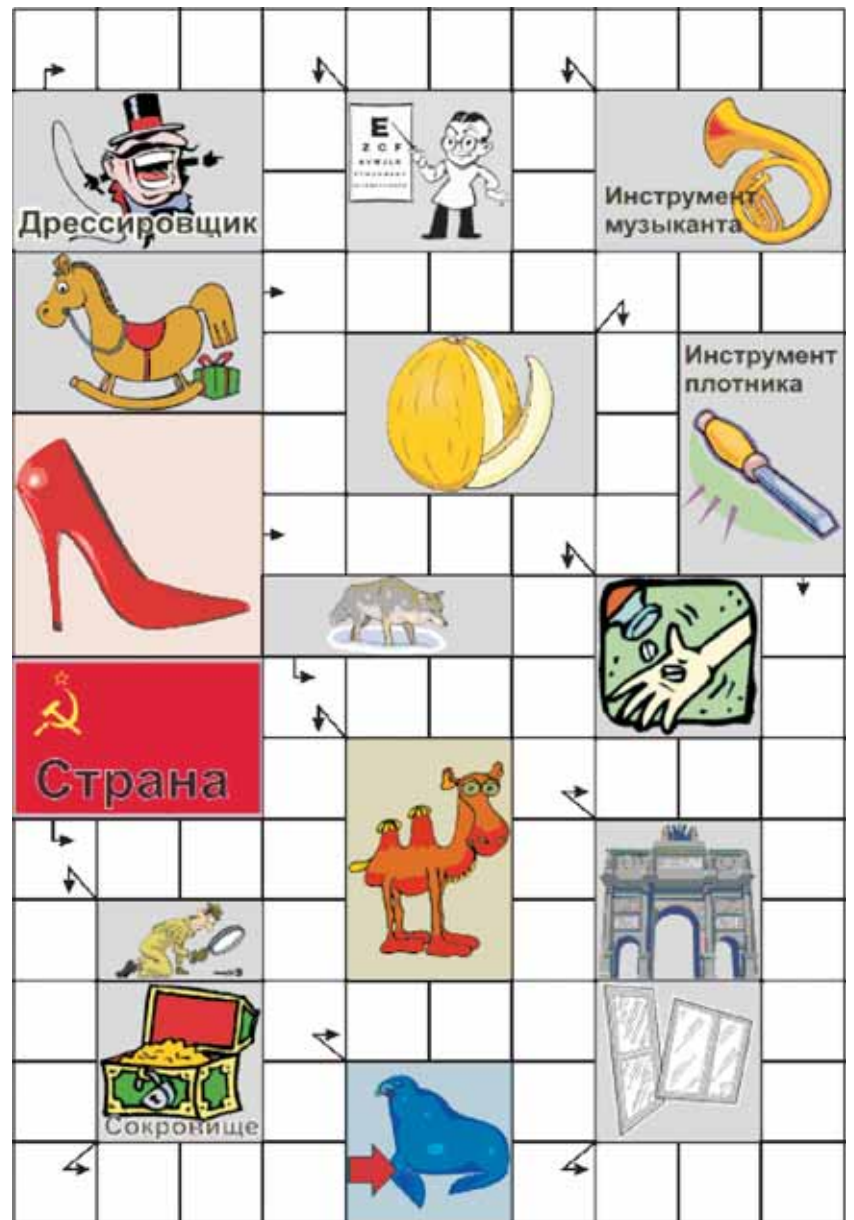 E
Z C F
Дрессировщик
Инструмент
музыканта
Инструмент
плотника
Страна
Сокровище